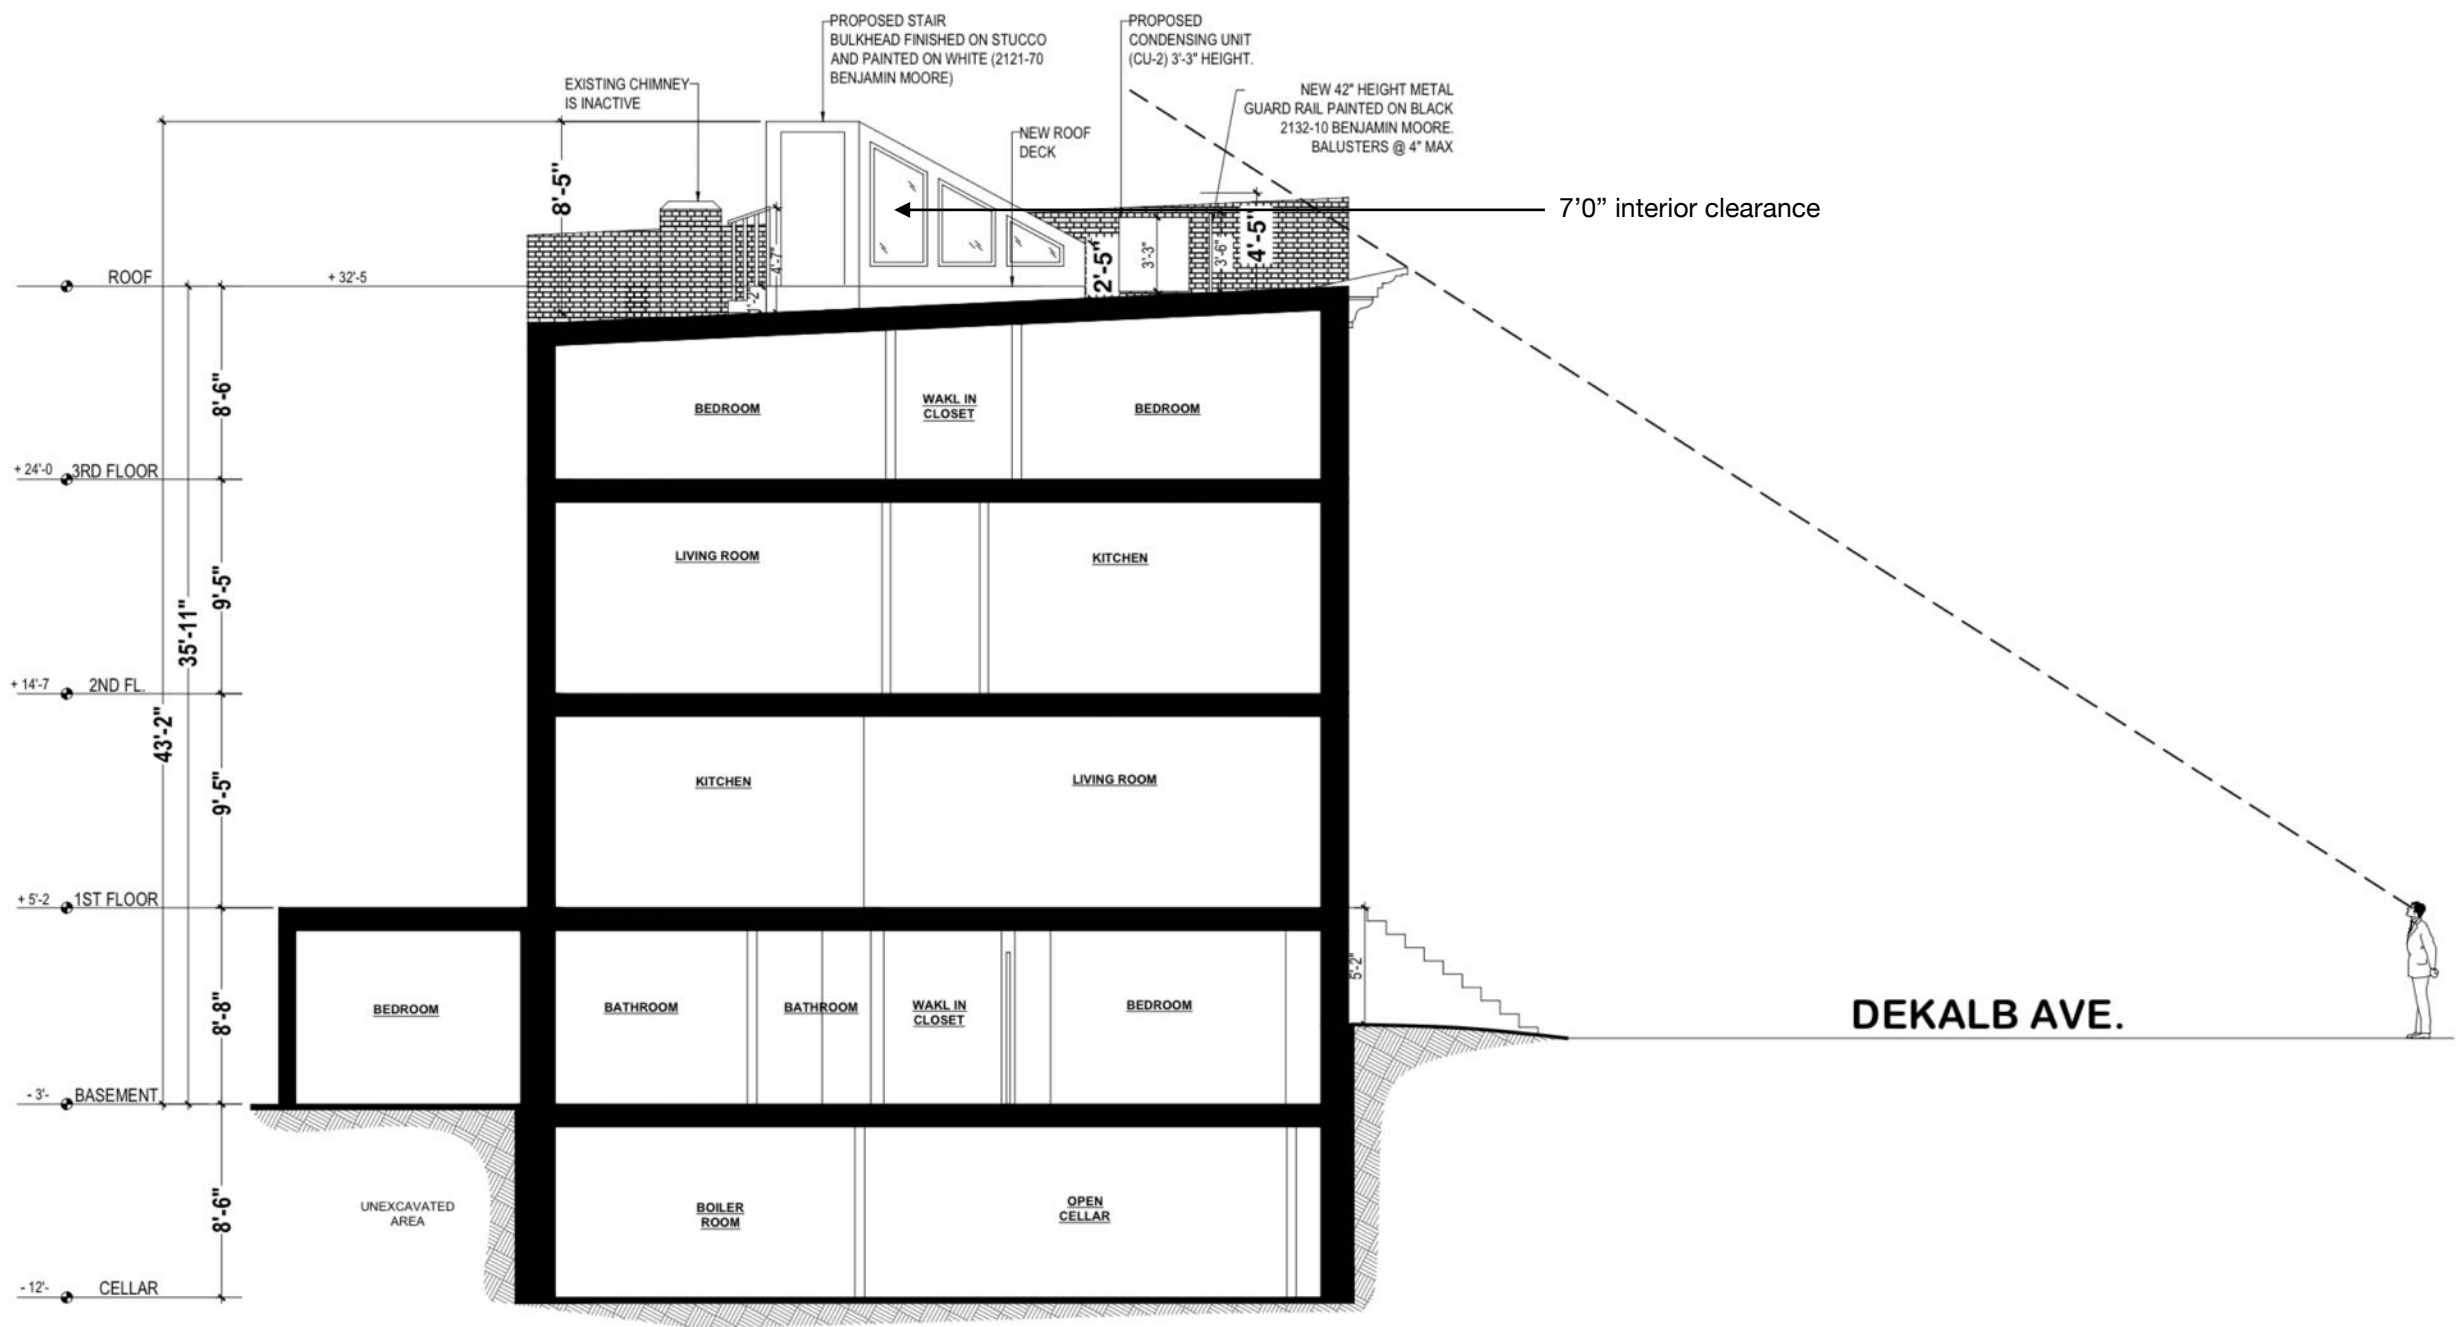 PROPOSED STAIR
BULKHEAD FINISHED ON STUCCO
AND PAINTED ON WHITE (2121-70
BENJAMIN MOORE)
PROPOSED
CONDENSING UNIT
(CU-2) 3'-3" HEIGHT.
EXISTING CHIMNEY
IS INACTIVE
NEW 42" HEIGHT METAL
GUARD RAIL PAINTED ON BLACK
2132-10 BENJAMIN MOORE.
BALUSTERS @ 4" MAX
NEW ROOF
DECK
8'-5"
7'0” interior clearance
4'-7"
2'-5"
3'-3"
3'-6"
4'-5"
1'-2"
ROOF
+ 32'-5
8'-6"
BEDROOM
WAKL IN
CLOSET
BEDROOM
+ 24'-0
3RD FLOOR
LIVING ROOM
KITCHEN
9'-5"
35'-11"
+ 14'-7
2ND FL.
43'-2"
KITCHEN
LIVING ROOM
9'-5"
+ 5'-2
1ST FLOOR
5'-2"
8'-8"
BEDROOM
BATHROOM
BATHROOM
WAKL IN
CLOSET
BEDROOM
DEKALB AVE.
- 3'-
BASEMENT
UNEXCAVATED
AREA
8'-6"
BOILER
ROOM
OPEN
CELLAR
- 12'-
CELLAR